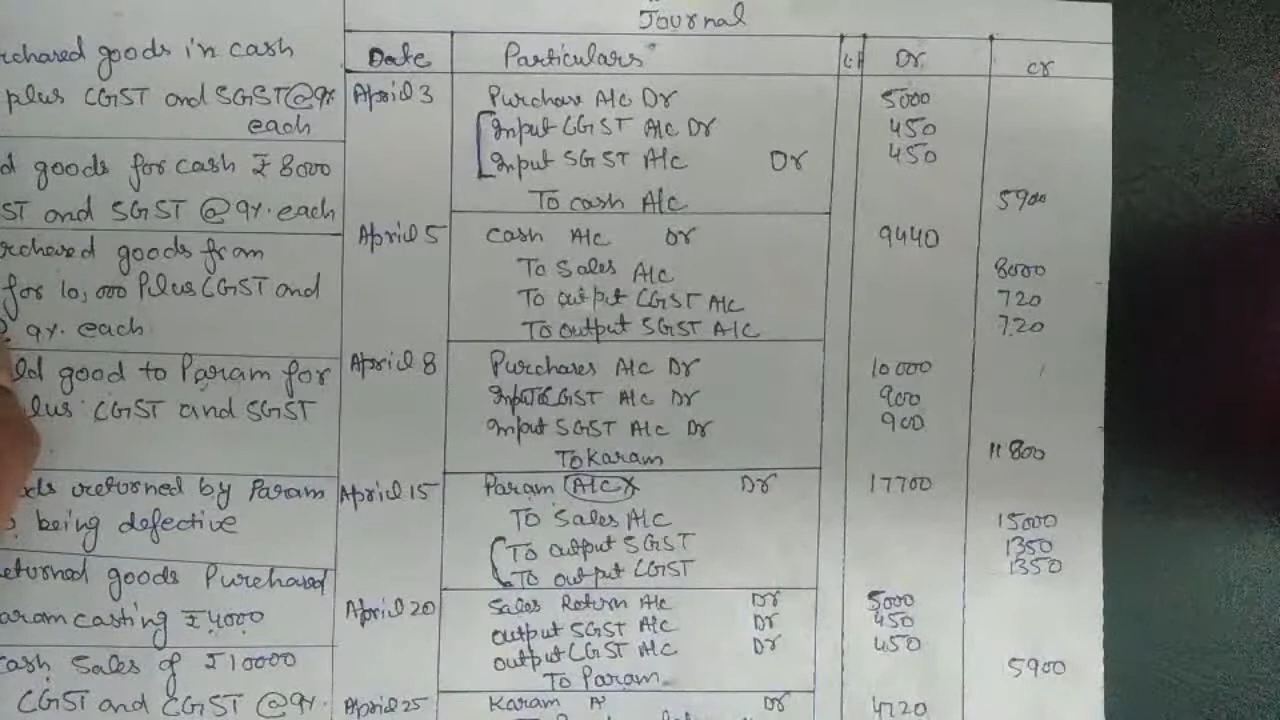 Journal
rchased goods in cash
plus CGST and SGST@9%
each
d goods for cash ₹8000
ST and SGST @9%.each
rchased goods from
for 10,000 Plus CGST and
9%. each
ld good to Param for
lus CGST and SGST
ds returned by Param
being defective
eturned goods Purchased
aram casting ₹4000
cash Sales of ₹10000
CGST and CGST @9%.
Date Particulars L.F Dr. cr
April 3 Purchase A/c Dr 5000
Input CGST A/c Dr 450
Input SGST A/c Dr 450
To cash A/c 5900
April 5 Cash A/c Dr 9440
To Sales A/c 8000
To output CGST A/c 720
To output SGST A/c 720
April 8 Purchases A/c Dr 10000
Input CGST A/c Dr 900
Input SGST A/c Dr 900
To Karam 11800
April 15 Param A/c Dr 17700
To Sales A/c 15000
To output SGST 1350
To output CGST 1350
April 20 Sales Return A/c Dr 5000
output SGST A/c Dr 450
output CGST A/c Dr 450
To Param 5900
April 25 Karam Dr 4720